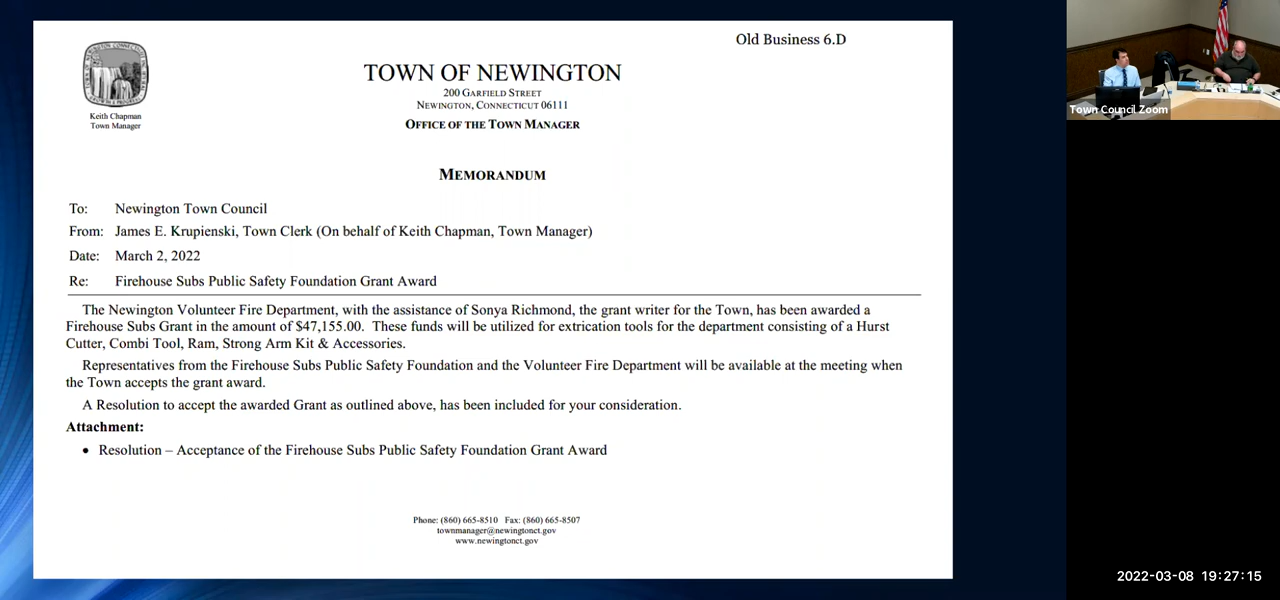 Old Business 6.D
TOWN OF NEWINGTON
200 GARFIELD STREET
NEWINGTON, CONNECTICUT 06111
OFFICE OF THE TOWN MANAGER
Keith Chapman
Town Manager
MEMORANDUM
To: Newington Town Council
From: James E. Krupienski, Town Clerk (On behalf of Keith Chapman, Town Manager)
Date: March 2, 2022
Re: Firehouse Subs Public Safety Foundation Grant Award
The Newington Volunteer Fire Department, with the assistance of Sonya Richmond, the grant writer for the Town, has been awarded a
Firehouse Subs Grant in the amount of $47,155.00. These funds will be utilized for extrication tools for the department consisting of a Hurst
Cutter, Combi Tool, Ram, Strong Arm Kit & Accessories.
Representatives from the Firehouse Subs Public Safety Foundation and the Volunteer Fire Department will be available at the meeting when
the Town accepts the grant award.
A Resolution to accept the awarded Grant as outlined above, has been included for your consideration.
Attachment:
• Resolution – Acceptance of the Firehouse Subs Public Safety Foundation Grant Award
Phone: (860) 665-8510 Fax: (860) 665-8507
townmanager@newingtonct.gov
www.newingtonct.gov
Town Council Zoom
2022-03-08 19:27:15